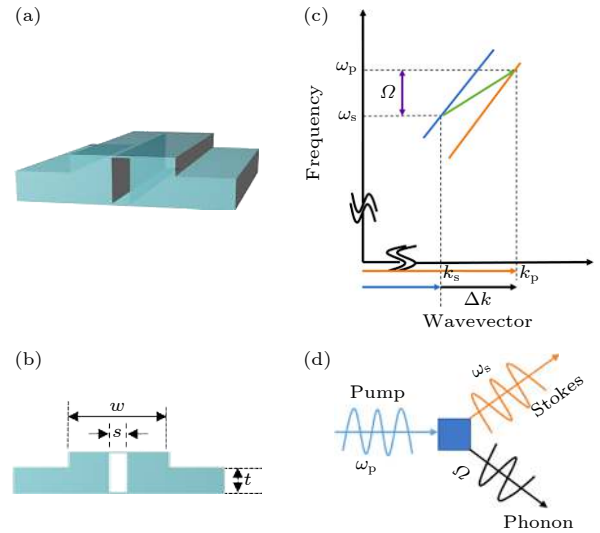 (a)
(c)
ωp
Ω
ωs
Frequency
ks
kp
Δk
Wavevector
(b)
w
s
t
(d)
Pump
ωp
ωs
Stokes
Ω
Phonon